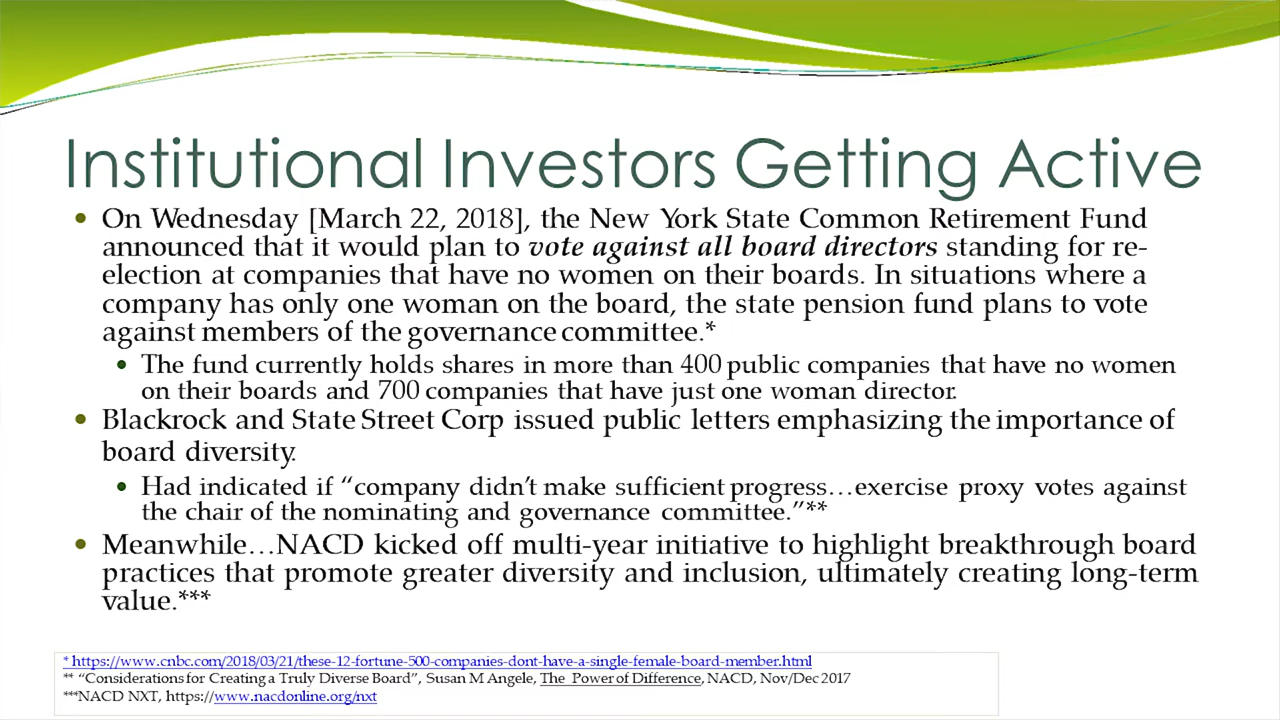 Institutional Investors Getting Active
• On Wednesday [March 22, 2018], the New York State Common Retirement Fund
announced that it would plan to vote against all board directors standing for re-
election at companies that have no women on their boards. In situations where a
company has only one woman on the board, the state pension fund plans to vote
against members of the governance committee.*
• The fund currently holds shares in more than 400 public companies that have no women
on their boards and 700 companies that have just one woman director.
• Blackrock and State Street Corp issued public letters emphasizing the importance of
board diversity.
• Had indicated if “company didn’t make sufficient progress…exercise proxy votes against
the chair of the nominating and governance committee.”**
• Meanwhile…NACD kicked off multi-year initiative to highlight breakthrough board
practices that promote greater diversity and inclusion, ultimately creating long-term
value.***
* https://www.cnbc.com/2018/03/21/these-12-fortune-500-companies-dont-have-a-single-female-board-member.html
** “Considerations for Creating a Truly Diverse Board”, Susan M Angele, The Power of Difference, NACD, Nov/Dec 2017
***NACD NXT, https://www.nacdonline.org/nxt